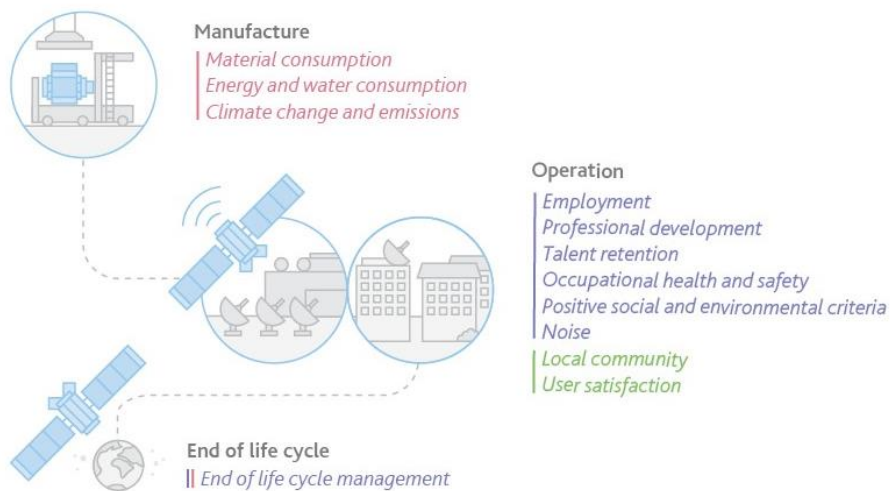 Manufacture
Material consumption
Energy and water consumption
Climate change and emissions
Operation
Employment
Professional development
Talent retention
Occupational health and safety
Positive social and environmental criteria
Noise
Local community
User satisfaction
End of life cycle
End of life cycle management